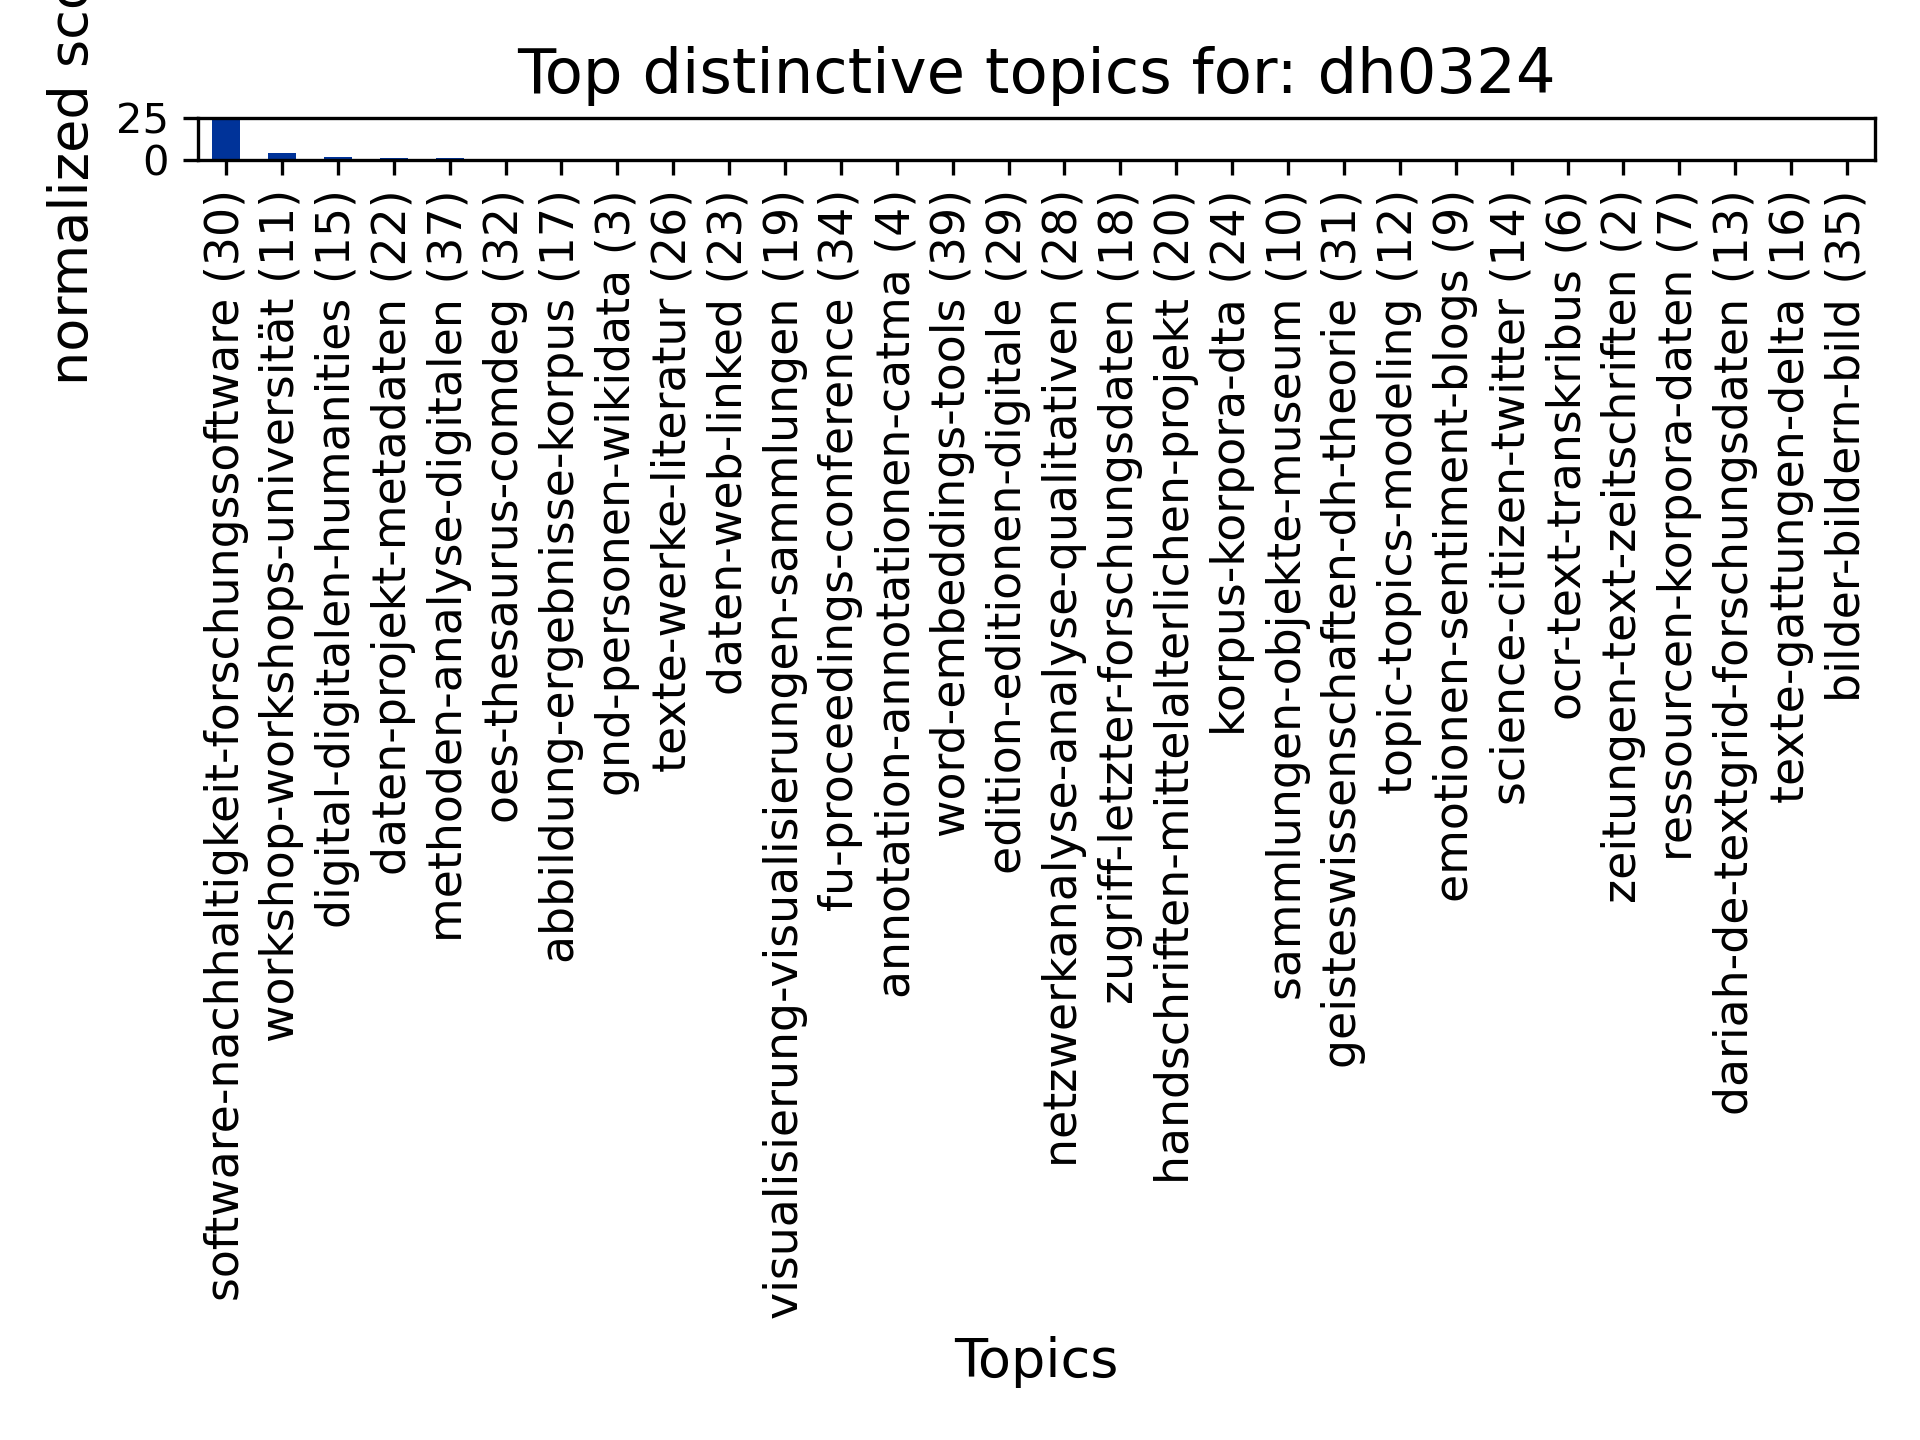 Top distinctive topics for: dh0324
normalized
25
0
software-nachhaltigkeit-forschungssoftware (30)
workshop-workshops-universität (11)
digital-digitalen-humanities (15)
daten-projekt-metadaten (22)
methoden-analyse-digitalen (37)
oes-thesaurus-comdeg (32)
abbildung-ergebnisse-korpus (17)
gnd-personen-wikidata (3)
texte-werke-literatur (26)
daten-web-linked (23)
visualisierung-visualisierungen-sammlungen (19)
fu-proceedings-conference (34)
annotation-annotationen-catma (4)
word-embeddings-tools (39)
edition-editionen-digitale (29)
netzwerkanalyse-analyse-qualitativen (28)
zugriff-letzter-forschungsdaten (18)
handschriften-mittelalterlichen-projekt (20)
korpus-korpora-dta (24)
sammlungen-objekte-museum (10)
geisteswissenschaften-dh-theorie (31)
topic-topics-modeling (12)
emotionen-sentiment-blogs (9)
science-citizen-twitter (14)
ocr-text-transkribus (6)
zeitungen-text-zeitschriften (2)
ressourcen-korpora-daten (7)
dariah-de-textgrid-forschungsdaten (13)
texte-gattungen-delta (16)
bilder-bildern-bild (35)
Topics